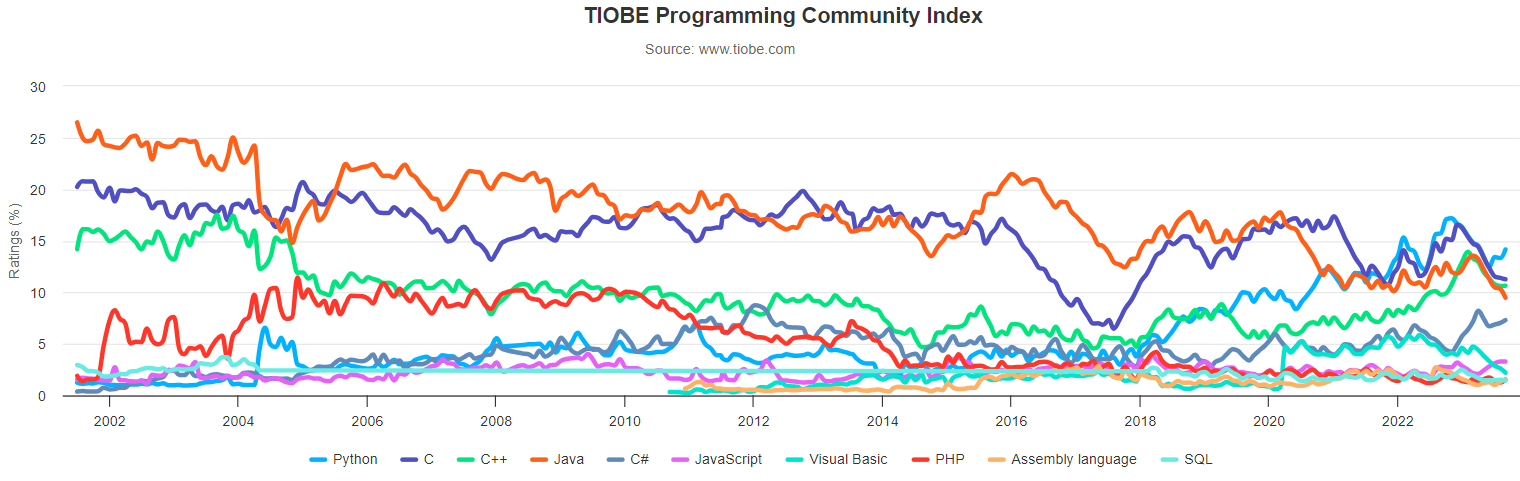 TIOBE Programming Community Index
Source: www.tiobe.com
Ratings (%)
30
25
20
15
10
5
0
2002 2004 2006 2008 2010 2012 2014 2016 2018 2020 2022
Python C C++ Java C# JavaScript Visual Basic PHP Assembly language SQL